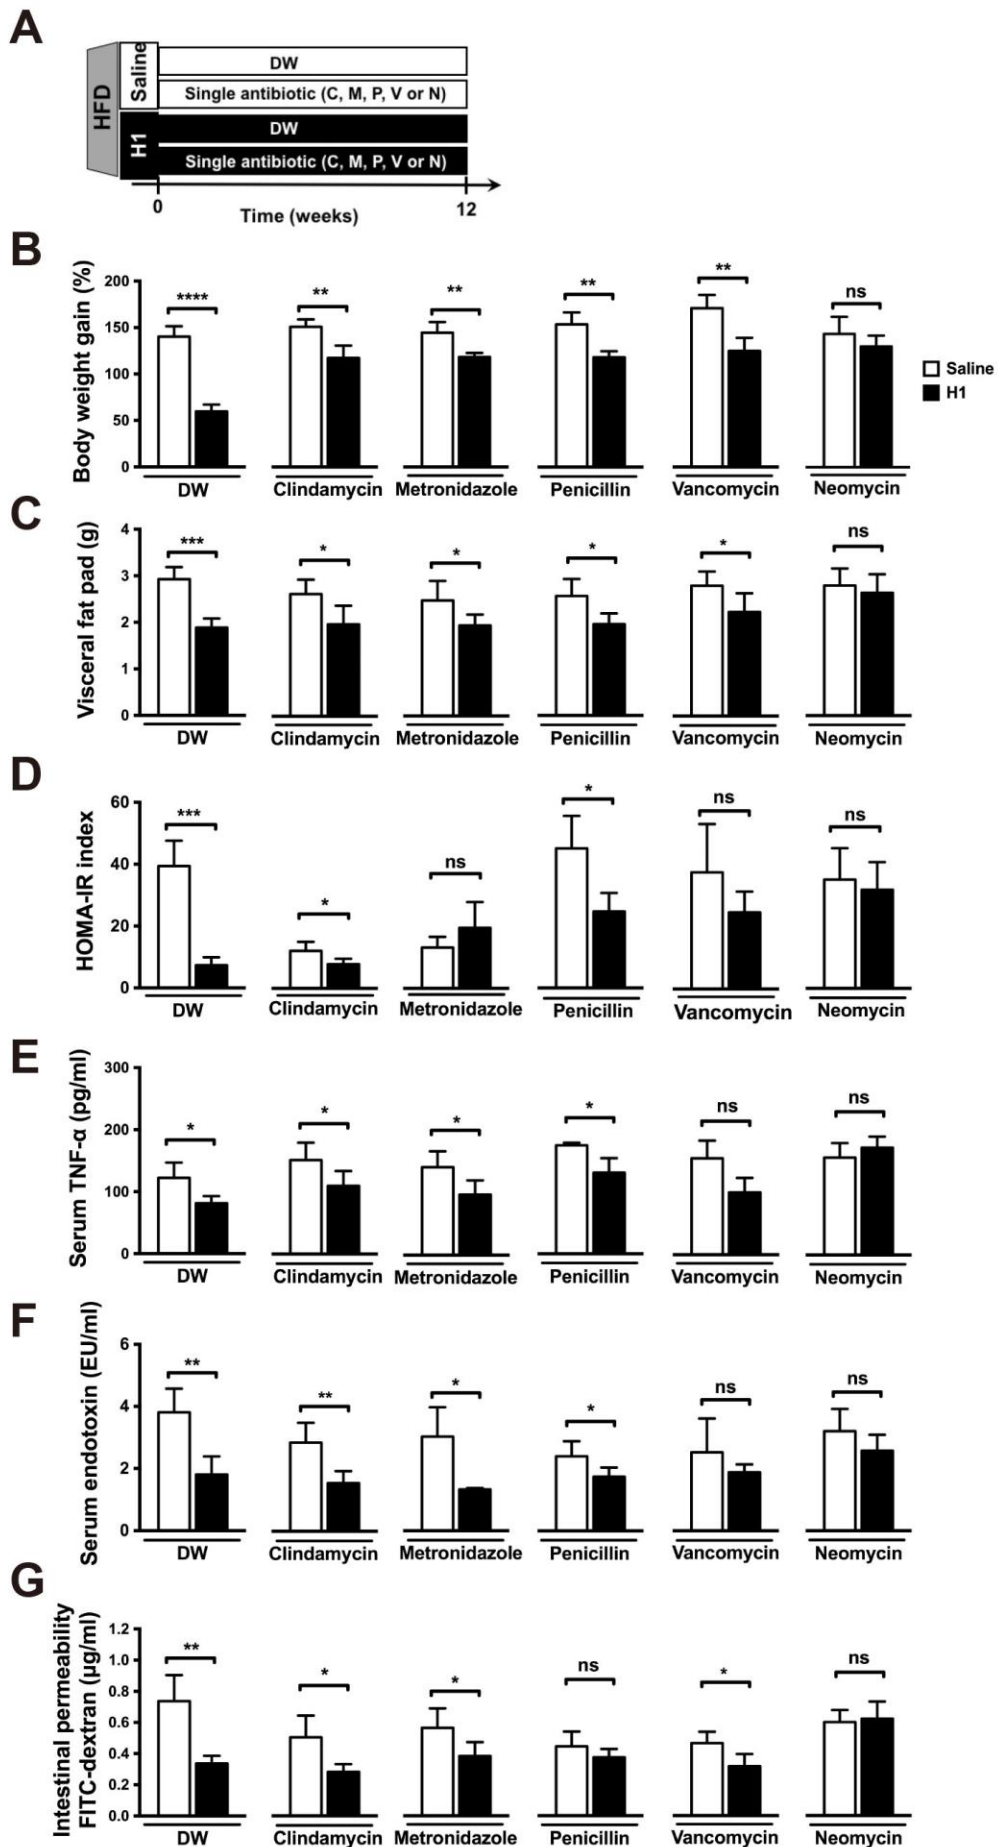 A
HFD
Saline
H1
DW
Single antibiotic (C, M, P, V or N)
DW
Single antibiotic (C, M, P, V or N)
0
12
Time (weeks)
B
Body weight gain (%)
200
150
100
50
0
****
**
**
**
**
ns
Saline
H1
DW
Clindamycin
Metronidazole
Penicillin
Vancomycin
Neomycin
C
Visceral fat pad (g)
4
3
2
1
0
***
*
*
*
*
ns
DW
Clindamycin
Metronidazole
Penicillin
Vancomycin
Neomycin
D
HOMA-IR index
60
40
20
0
***
*
ns
*
ns
ns
DW
Clindamycin
Metronidazole
Penicillin
Vancomycin
Neomycin
E
Serum TNF-α (pg/ml)
300
200
100
0
*
*
*
*
ns
ns
DW
Clindamycin
Metronidazole
Penicillin
Vancomycin
Neomycin
F
Serum endotoxin (EU/ml)
6
4
2
0
**
**
*
*
ns
ns
DW
Clindamycin
Metronidazole
Penicillin
Vancomycin
Neomycin
G
Intestinal permeability
FITC-dextran (μg/ml)
1.2
1.0
0.8
0.6
0.4
0.2
0.0
**
*
*
ns
*
ns
DW
Clindamycin
Metronidazole
Penicillin
Vancomycin
Neomycin